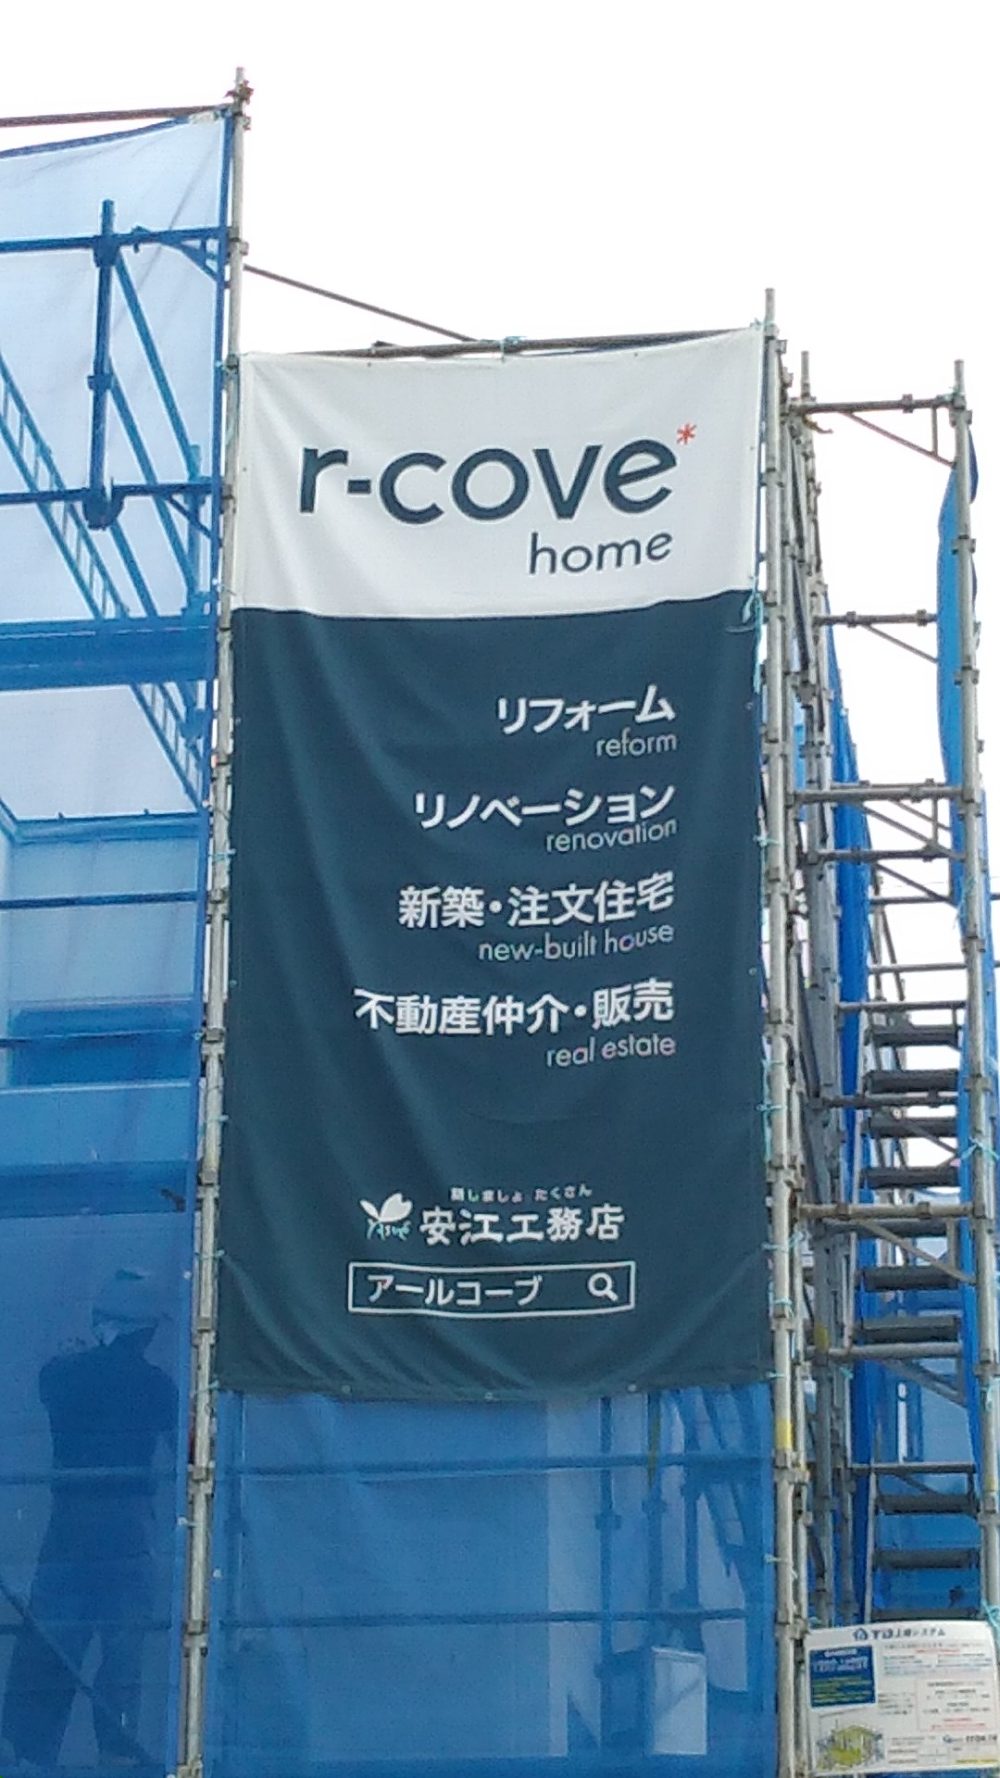 r-cove*
home
リフォーム
reform
リノベーション
renovation
新築・注文住宅
new-built house
不動産仲介・販売
real estate
話しましょ たくさん
YASUE
安江工務店
アールコーブ